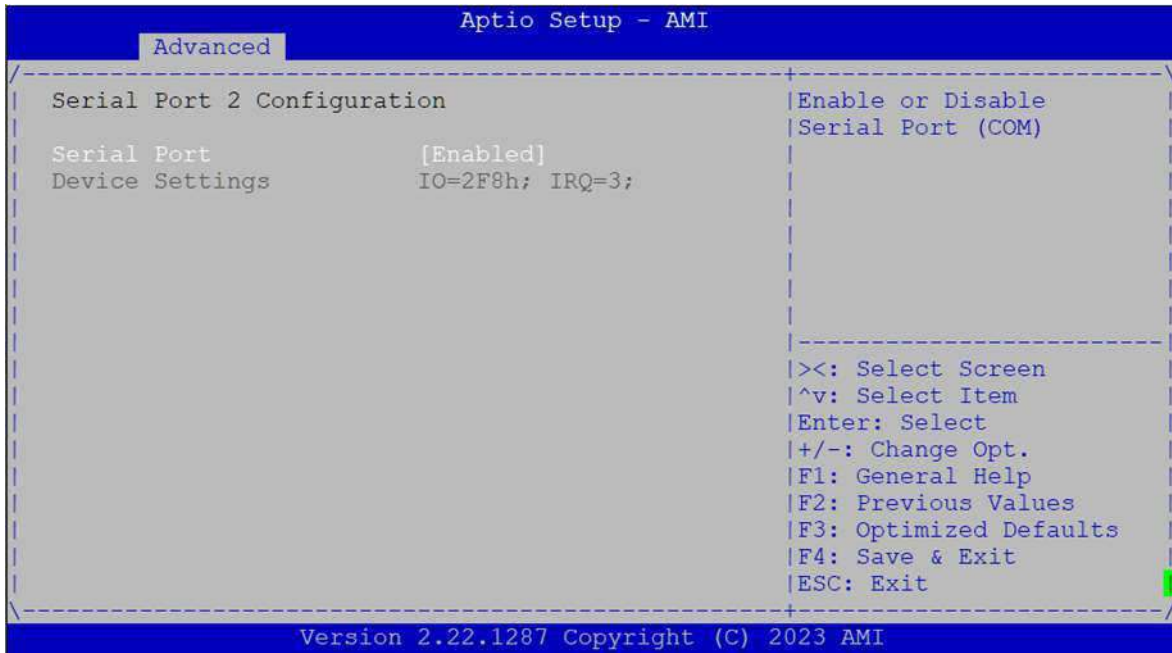 Aptio Setup - AMI
Advanced
Serial Port 2 Configuration
Serial Port [Enabled]
Device Settings IO=2F8h; IRQ=3;
Enable or Disable
Serial Port (COM)
><: Select Screen
^v: Select Item
Enter: Select
+/-: Change Opt.
F1: General Help
F2: Previous Values
F3: Optimized Defaults
F4: Save & Exit
ESC: Exit
Version 2.22.1287 Copyright (C) 2023 AMI